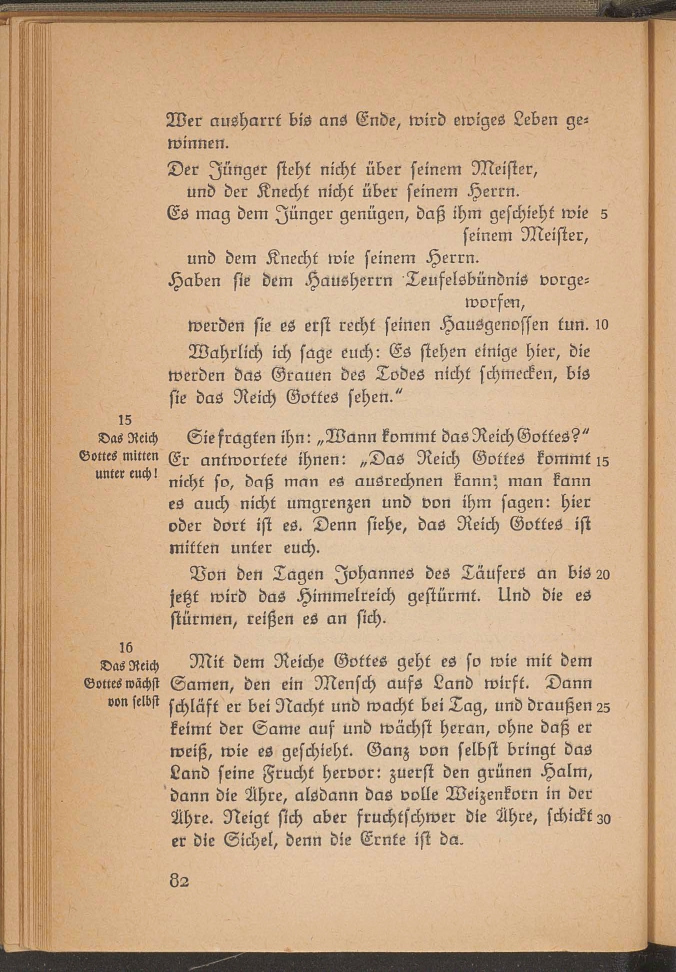 Wer ausharrt bis ans Ende, wird ewiges Leben ge-
winnen.
Der Jünger steht nicht über seinem Meister,
und der Knecht nicht über seinem Herrn.
Es mag dem Jünger genügen, daß ihm geschieht wie 5
seinem Meister,
und dem Knecht wie seinem Herrn.
Haben sie dem Hausherrn Teufelsbündnis vorge-
worfen,
werden sie es erst recht seinen Hausgenossen tun. 10
Wahrlich ich sage euch: Es stehen einige hier, die
werden das Grauen des Todes nicht schmecken, bis
sie das Reich Gottes sehen.“
15
Das Reich
Gottes mitten
unter euch!
Sie fragten ihn: „Wann kommt das Reich Gottes?“
Er antwortete ihnen: „Das Reich Gottes kommt 15
nicht so, daß man es ausrechnen kann; man kann
es auch nicht umgrenzen und von ihm sagen: hier
oder dort ist es. Denn siehe, das Reich Gottes ist
mitten unter euch.
Von den Tagen Johannes des Täufers an bis 20
jetzt wird das Himmelreich gestürmt. Und die es
stürmen, reißen es an sich.
16
Das Reich
Gottes wächst
von selbst
Mit dem Reiche Gottes geht es so wie mit dem
Samen, den ein Mensch aufs Land wirft. Dann
schläft er bei Nacht und wacht bei Tag, und draußen 25
keimt der Same auf und wächst heran, ohne daß er
weiß, wie es geschieht. Ganz von selbst bringt das
Land seine Frucht hervor: zuerst den grünen Halm,
dann die Ähre, alsdann das volle Weizenkorn in der
Ähre. Neigt sich aber fruchtschwer die Ähre, schickt 30
er die Sichel, denn die Ernte ist da.
82